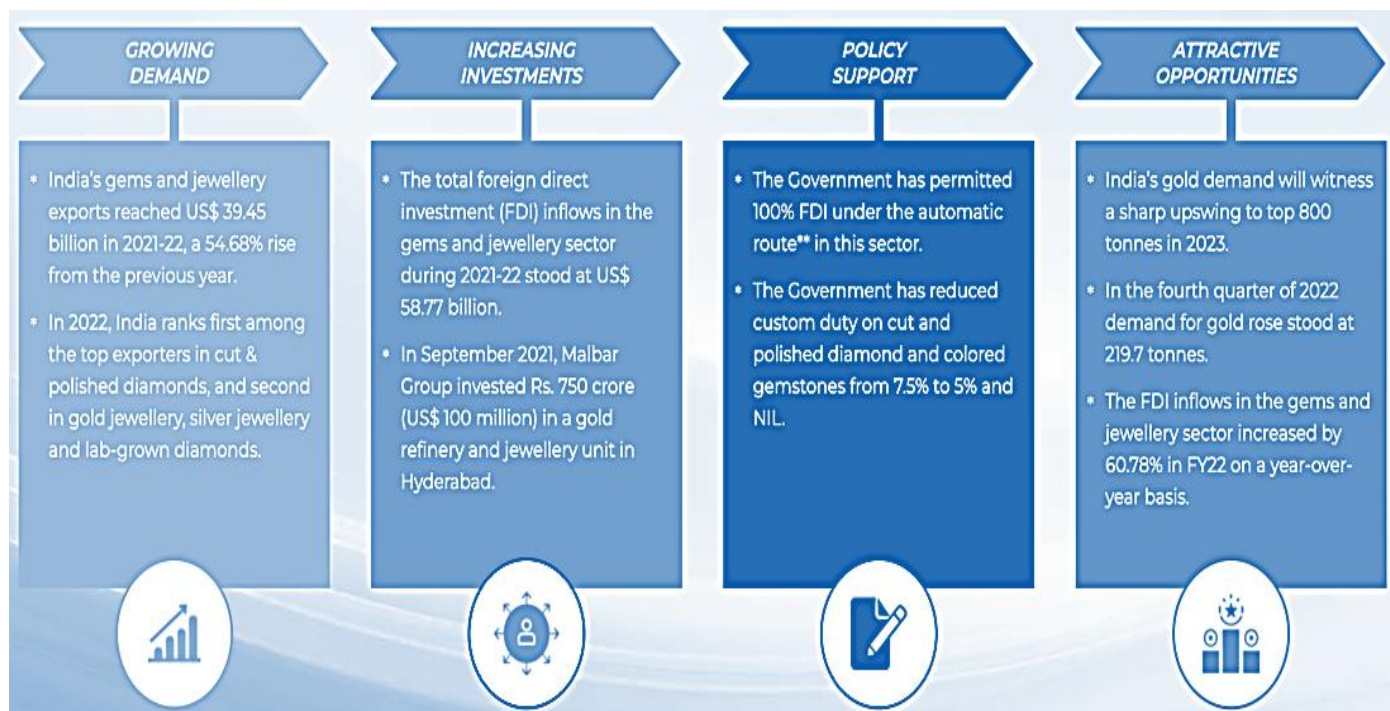 GROWING
DEMAND
* India's gems and jewellery
exports reached US$ 39.45
billion in 2021-22, a 54.68% rise
from the previous year.
* In 2022, India ranks first among
the top exporters in cut &
polished diamonds, and second
in gold jewellery, silver jewellery
and lab-grown diamonds.
INCREASING
INVESTMENTS
* The total foreign direct
investment (FDI) inflows in the
gems and jewellery sector
during 2021-22 stood at US$
58.77 billion.
* In September 2021, Malbar
Group invested Rs. 750 crore
(US$ 100 million) in a gold
refinery and jewellery unit in
Hyderabad.
POLICY
SUPPORT
* The Government has permitted
100% FDI under the automatic
route** in this sector.
* The Government has reduced
custom duty on cut and
polished diamond and colored
gemstones from 7.5% to 5% and
NIL.
ATTRACTIVE
OPPORTUNITIES
* India's gold demand will witness
a sharp upswing to top 800
tonnes in 2023.
* In the fourth quarter of 2022
demand for gold rose stood at
219.7 tonnes.
* The FDI inflows in the gems and
jewellery sector increased by
60.78% in FY22 on a year-over-
year basis.